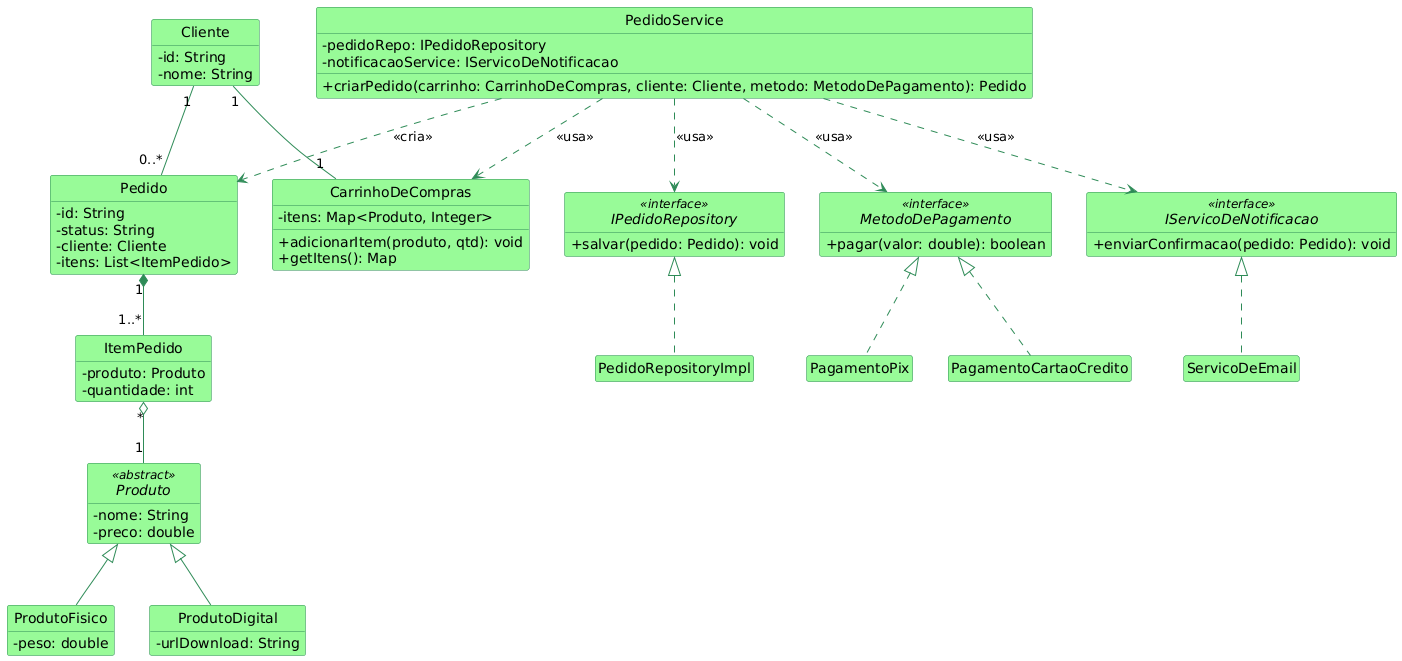 Cliente
-id: String
-nome: String
PedidoService
-pedidoRepo: IPedidoRepository
-notificacaoService: IServicoDeNotificacao
+criarPedido(carrinho: CarrinhoDeCompras, cliente: Cliente, metodo: MetodoDePagamento): Pedido
1
1
«cria»
«usa»
«usa»
«usa»
«usa»
0..*
1
Pedido
-id: String
-status: String
-cliente: Cliente
-itens: List<ItemPedido>
CarrinhoDeCompras
-itens: Map<Produto, Integer>
+adicionarItem(produto, qtd): void
+getItens(): Map
«interface»
IPedidoRepository
+salvar(pedido: Pedido): void
«interface»
MetodoDePagamento
+pagar(valor: double): boolean
«interface»
IServicoDeNotificacao
+enviarConfirmacao(pedido: Pedido): void
1
1..*
ItemPedido
-produto: Produto
-quantidade: int
PedidoRepositoryImpl
PagamentoPix
PagamentoCartaoCredito
ServicoDeEmail
*
1
«abstract»
Produto
-nome: String
-preco: double
ProdutoFisico
-peso: double
ProdutoDigital
-urlDownload: String